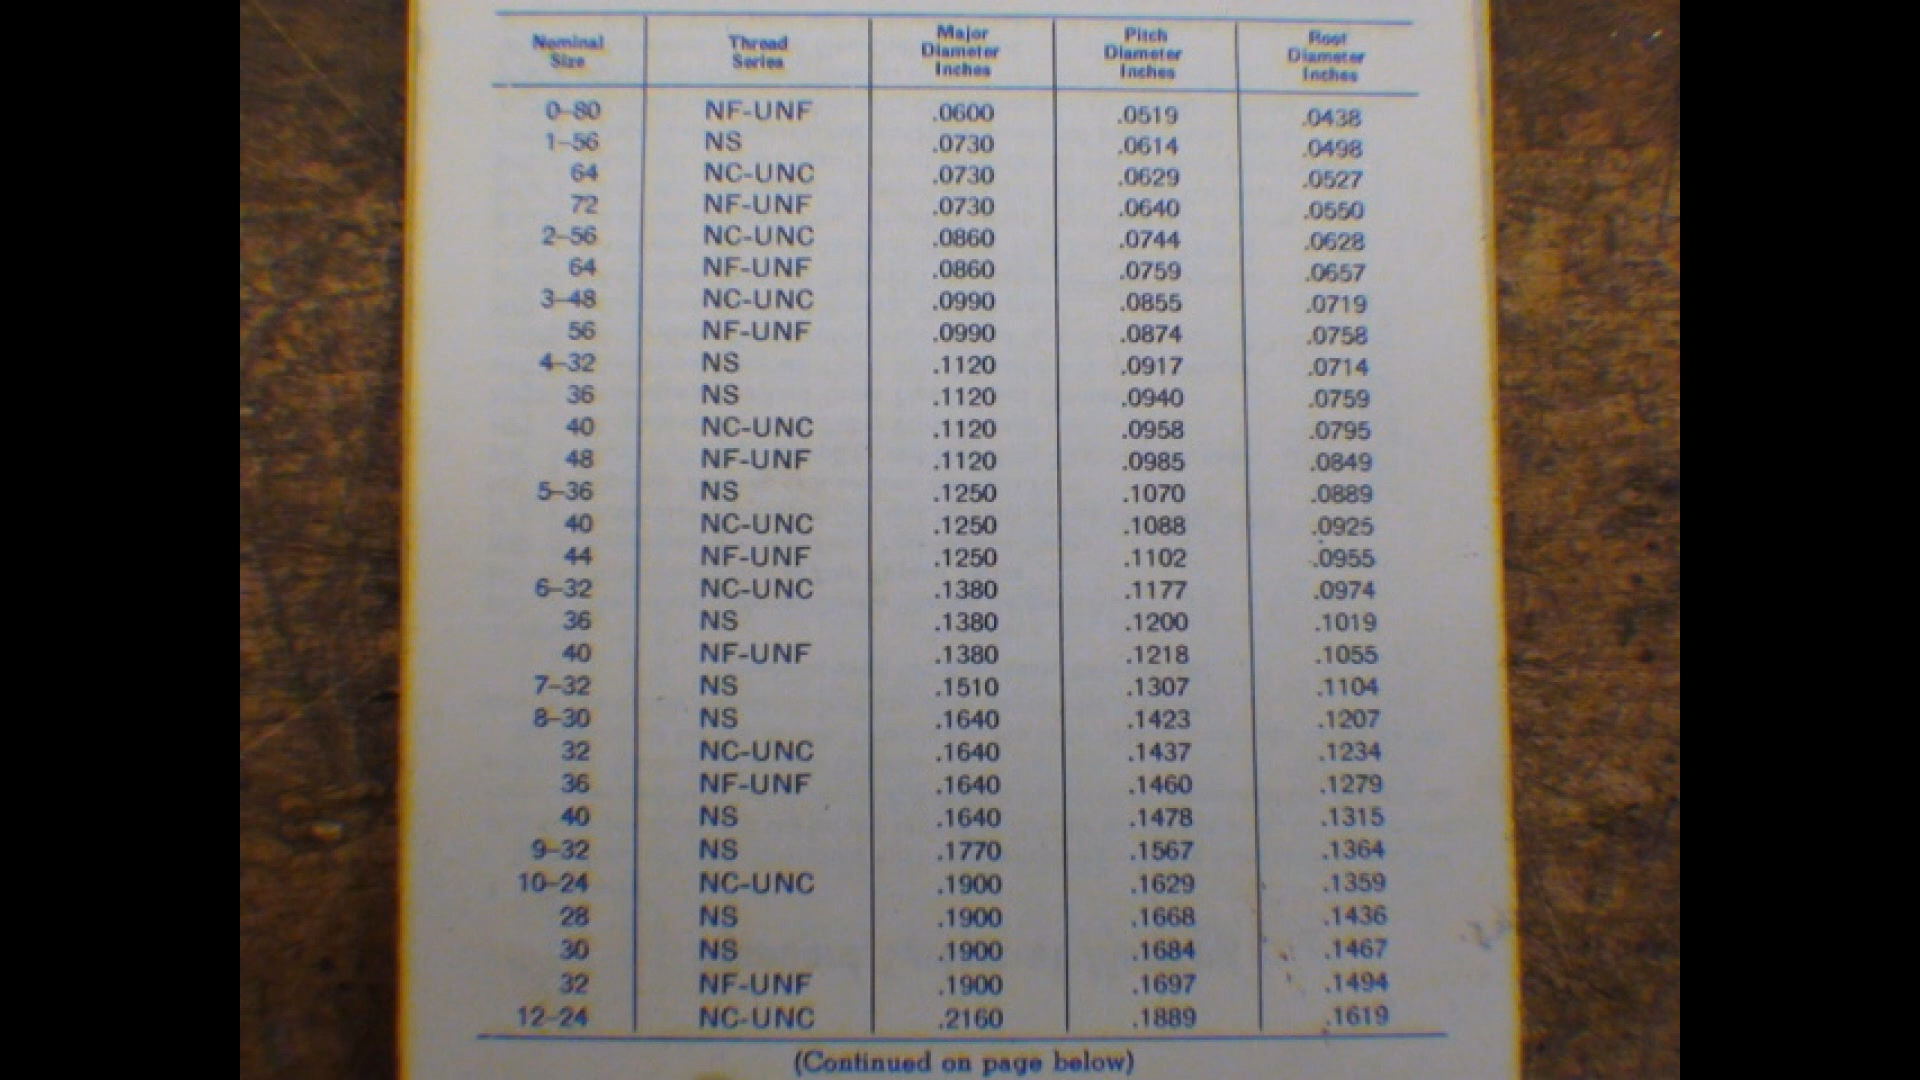 Nominal Size Thread Series Major Diameter Inches Pitch Diameter Inches Root Diameter Inches
0–80 NF-UNF .0600 .0519 .0438
1–56 NS .0730 .0614 .0498
64 NC-UNC .0730 .0629 .0527
72 NF-UNF .0730 .0640 .0550
2–56 NC-UNC .0860 .0744 .0628
64 NF-UNF .0860 .0759 .0657
3–48 NC-UNC .0990 .0855 .0719
56 NF-UNF .0990 .0874 .0758
4–32 NS .1120 .0917 .0714
36 NS .1120 .0940 .0759
40 NC-UNC .1120 .0958 .0795
48 NF-UNF .1120 .0985 .0849
5–36 NS .1250 .1070 .0889
40 NC-UNC .1250 .1088 .0925
44 NF-UNF .1250 .1102 .0955
6–32 NC-UNC .1380 .1177 .0974
36 NS .1380 .1200 .1019
40 NF-UNF .1380 .1218 .1055
7–32 NS .1510 .1307 .1104
8–30 NS .1640 .1423 .1207
32 NC-UNC .1640 .1437 .1234
36 NF-UNF .1640 .1460 .1279
40 NS .1640 .1478 .1315
9–32 NS .1770 .1567 .1364
10–24 NC-UNC .1900 .1629 .1359
28 NS .1900 .1668 .1436
30 NS .1900 .1684 .1467
32 NF-UNF .1900 .1697 .1494
12–24 NC-UNC .2160 .1889 .1619
(Continued on page below)